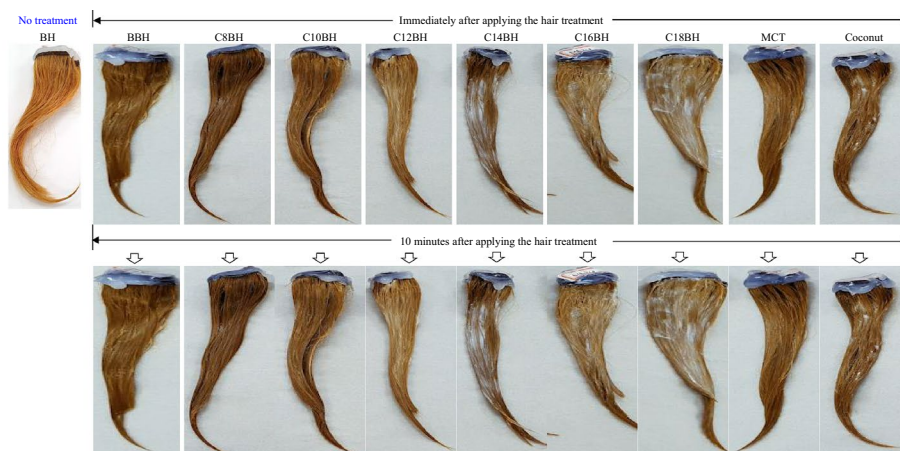 No treatment
Immediately after applying the hair treatment
BH BBH C8BH C10BH C12BH C14BH C16BH C18BH MCT Coconut
10 minutes after applying the hair treatment